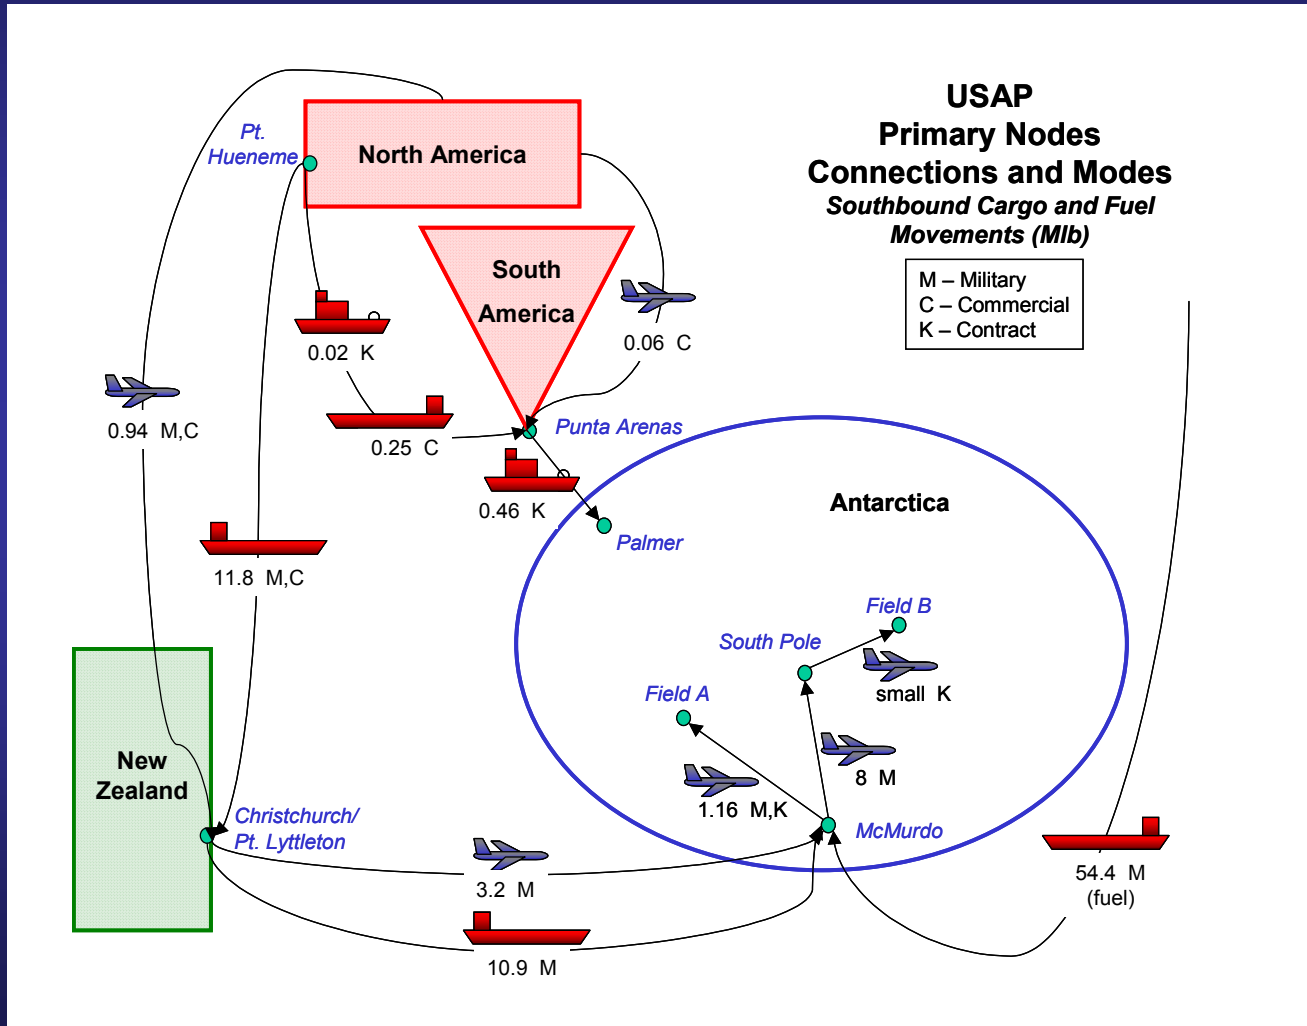 USAP
Primary Nodes
Connections and Modes
Southbound Cargo and Fuel
Movements (Mlb)
M – Military
C – Commercial
K – Contract
Pt.
Hueneme
North America
South
America
0.02 K
0.06 C
0.94 M,C
0.25 C
Punta Arenas
0.46 K
Antarctica
Palmer
11.8 M,C
Field B
South Pole
small K
Field A
New
Zealand
8 M
1.16 M,K
Christchurch/
Pt. Lyttleton
McMurdo
3.2 M
54.4 M
(fuel)
10.9 M